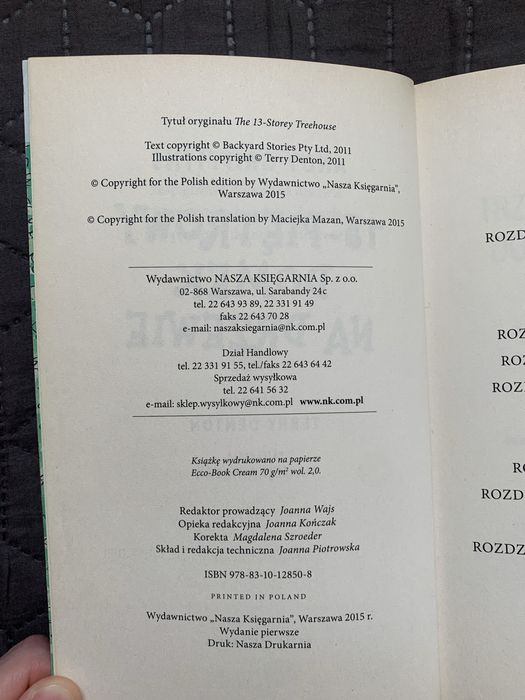 Tytuł oryginału The 13-Storey Treehouse
Text copyright © Backyard Stories Pty Ltd, 2011
Illustrations copyright © Terry Denton, 2011
© Copyright for the Polish edition by Wydawnictwo „Nasza Księgarnia”,
Warszawa 2015
© Copyright for the Polish translation by Maciejka Mazan, Warszawa 2015
Wydawnictwo NASZA KSIĘGARNIA Sp. z o.o.
02-868 Warszawa, ul. Sarabandy 24c
tel. 22 643 93 89, 22 331 91 49
faks 22 643 70 28
e-mail: naszaksiegarnia@nk.com.pl
Dział Handlowy
tel. 22 331 91 55, tel./faks 22 643 64 42
Sprzedaż wysyłkowa
tel. 22 641 56 32
e-mail: sklep.wysylkowy@nk.com.pl www.nk.com.pl
Książkę wydrukowano na papierze
Ecco-Book Cream 70 g/m² wol. 2,0.
Redaktor prowadzący Joanna Wajs
Opieka redakcyjna Joanna Kończak
Korekta Magdalena Szroeder
Skład i redakcja techniczna Joanna Piotrowska
ISBN 978-83-10-12850-8
PRINTED IN POLAND
Wydawnictwo „Nasza Księgarnia”, Warszawa 2015 r.
Wydanie pierwsze
Druk: Nasza Drukarnia
ROZD
ROZ
RO
ROZI
R
ROZD
ROZDZ